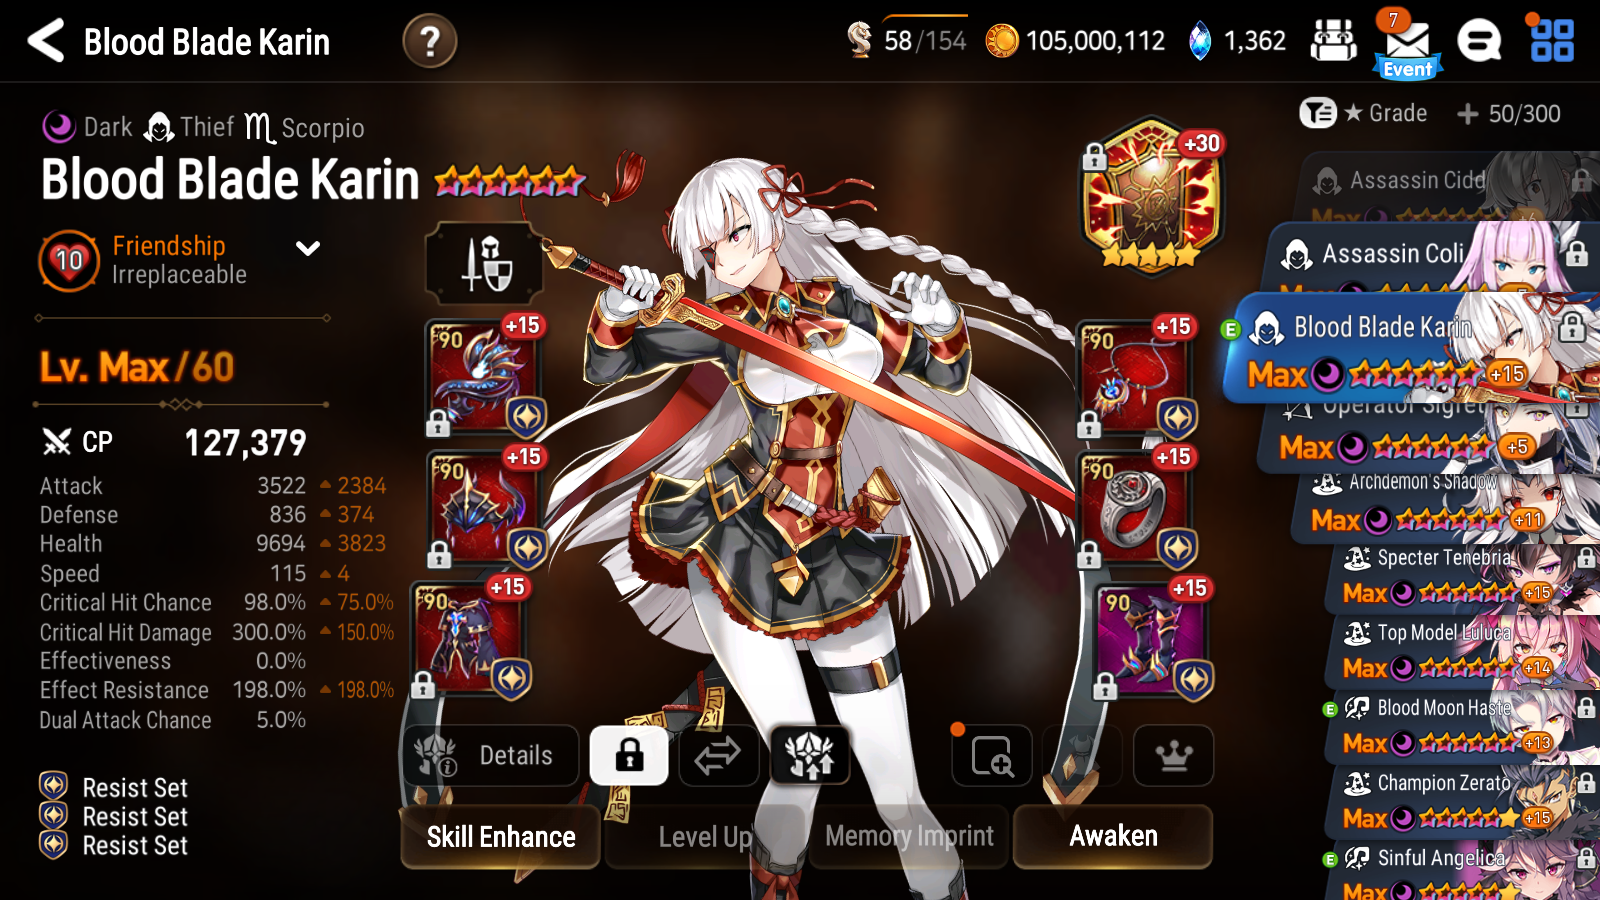 Blood Blade Karin
?
58/154
105,000,112
1,362
7
Event
Dark
Thief
Scorpio
Blood Blade Karin
10
Friendship
Irreplaceable
Lv. Max/60
CP
127,379
Attack 3522 2384
Defense 836 374
Health 9694 3823
Speed 115 4
Critical Hit Chance 98.0% 75.0%
Critical Hit Damage 300.0% 150.0%
Effectiveness 0.0%
Effect Resistance 198.0% 198.0%
Dual Attack Chance 5.0%
Resist Set
Resist Set
Resist Set
90 +15
90 +15
90 +15
+30
90 +15
90 +15
90 +15
Details
Skill Enhance
Level Up
Memory Imprint
Awaken
Grade
50/300
Assassin Cidd
Max
Assassin Coli
E
Blood Blade Karin
Max +15
Operator Sigret
Max +5
Archdemon's Shadow
Max +11
Specter Tenebria
Max +15
Top Model Luluca
Max +14
E
Blood Moon Haste
Max +13
Champion Zerato
Max +15
E
Sinful Angelica
Max